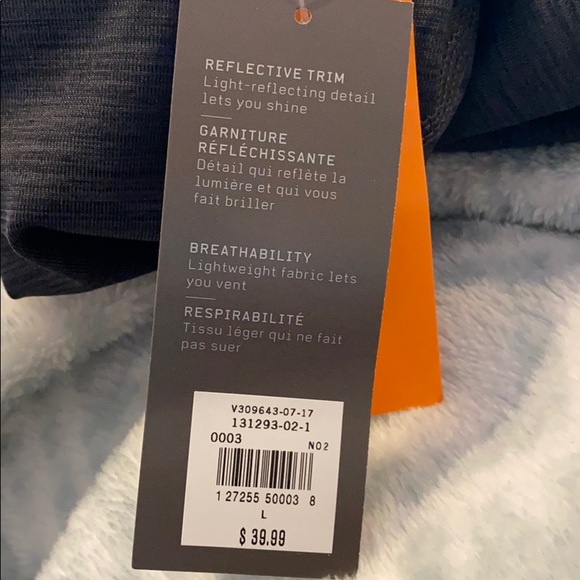 REFLECTIVE TRIM
Light-reflecting detail
lets you shine
GARNITURE
RÉFLÉCHISSANTE
Détail qui reflète la
lumière et qui vous
fait briller
BREATHABILITY
Lightweight fabric lets
you vent
RESPIRABILITÉ
Tissu léger qui ne fait
pas suer
V309643-07-17
131293-02-1
0003
NO2
1 27255 50003 8
L
$ 39.99